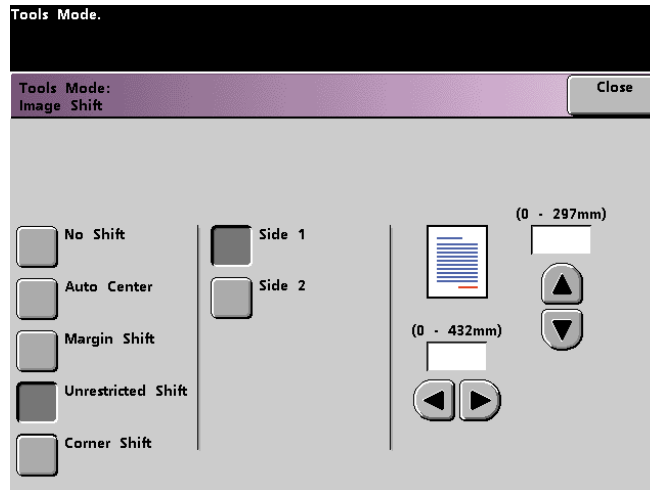 Tools Mode.
Tools Mode:
Image Shift
Close
No Shift
Auto Center
Margin Shift
Unrestricted Shift
Corner Shift
Side 1
Side 2
(0 - 297mm)
(0 - 432mm)